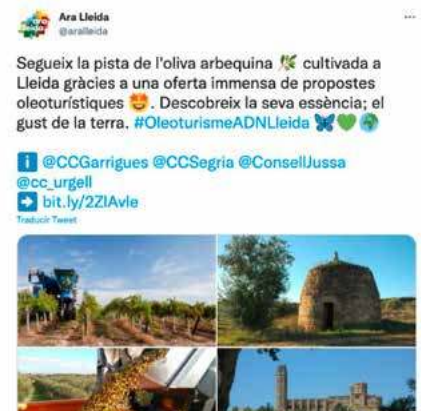 Ara Lleida
@aralleida
Segueix la pista de l'oliva arbequina 🌿 cultivada a
Lleida gràcies a una oferta immensa de propostes
oleoturístiques 🤩. Descobreix la seva essència; el
gust de la terra. #OleoturismeADNLleida 🦋💚🌍
ℹ️ @CCGarrigues @CCSegria @ConsellJussa
@cc_urgell
➡️ bit.ly/2ZIAvle
Traducir Tweet